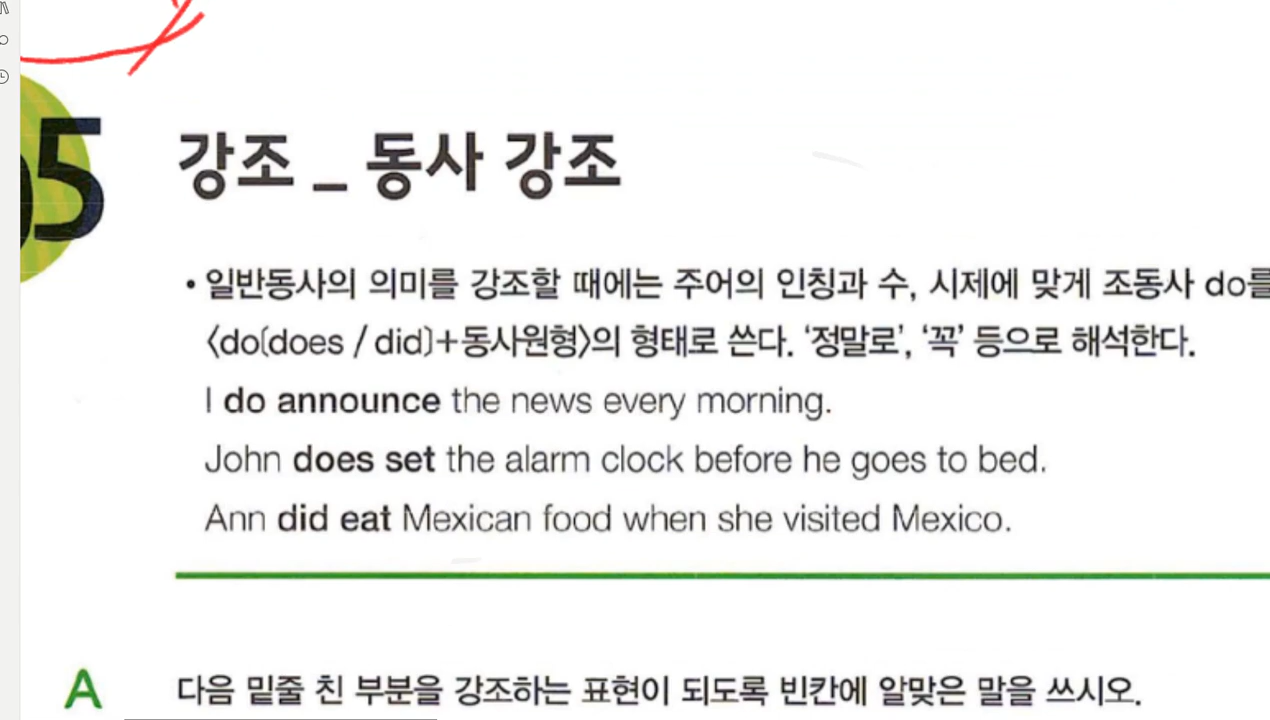 5
강조 _ 동사 강조
• 일반동사의 의미를 강조할 때에는 주어의 인칭과 수, 시제에 맞게 조동사 do를
〈do(does / did)+동사원형〉의 형태로 쓴다. ‘정말로’, ‘꼭’ 등으로 해석한다.
I do announce the news every morning.
John does set the alarm clock before he goes to bed.
Ann did eat Mexican food when she visited Mexico.
A 다음 밑줄 친 부분을 강조하는 표현이 되도록 빈칸에 알맞은 말을 쓰시오.